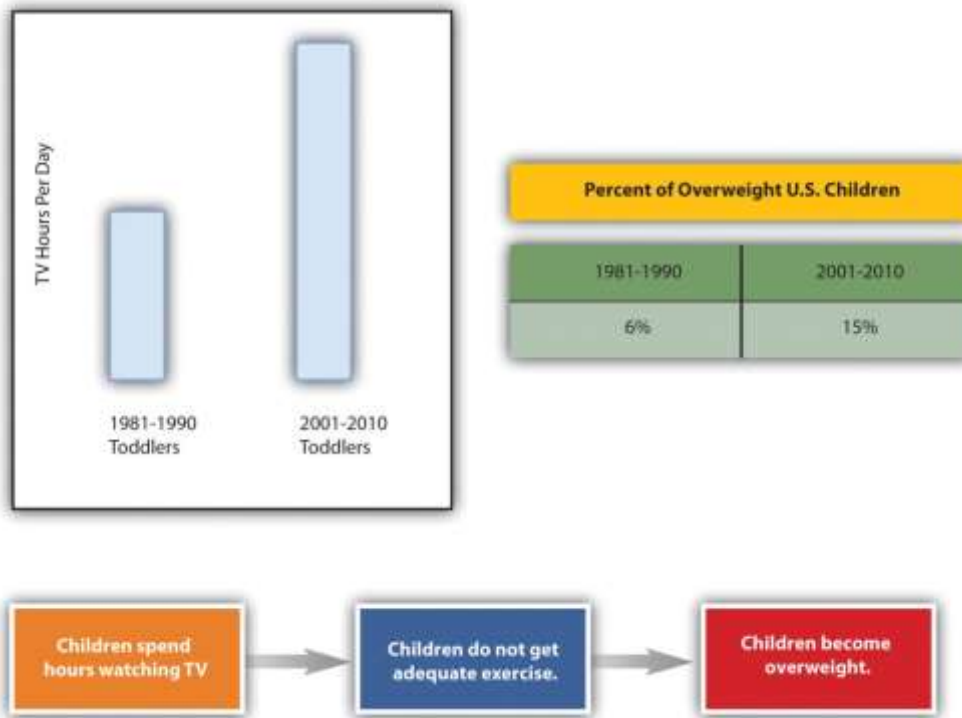 TV Hours Per Day
1981-1990
Toddlers
2001-2010
Toddlers
Percent of Overweight U.S. Children
1981-1990 2001-2010
6% 15%
Children spend
hours watching TV
Children do not get
adequate exercise.
Children become
overweight.